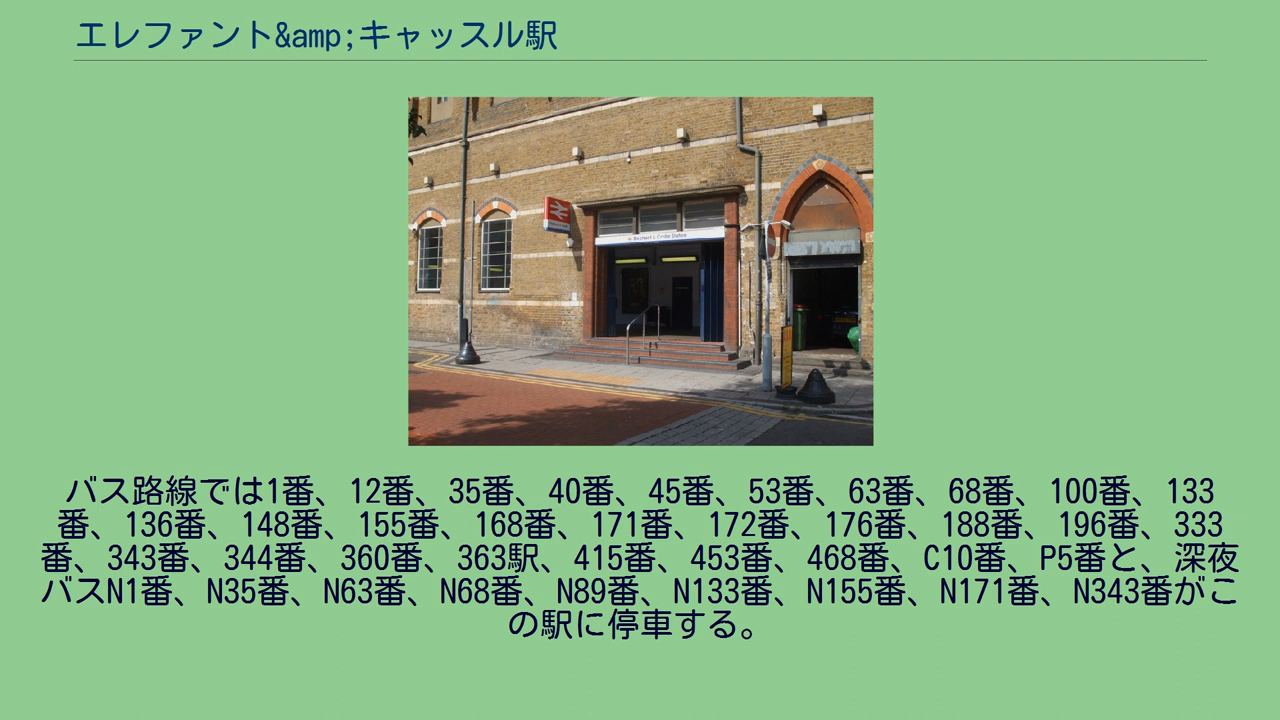 エレファント&amp;キャッスル駅
Elephant & Castle Station
バス路線では1番、12番、35番、40番、45番、53番、63番、68番、100番、133
番、136番、148番、155番、168番、171番、172番、176番、188番、196番、333
番、343番、344番、360番、363駅、415番、453番、468番、C10番、P5番と、深夜
バスN1番、N35番、N63番、N68番、N89番、N133番、N155番、N171番、N343番がこ
の駅に停車する。